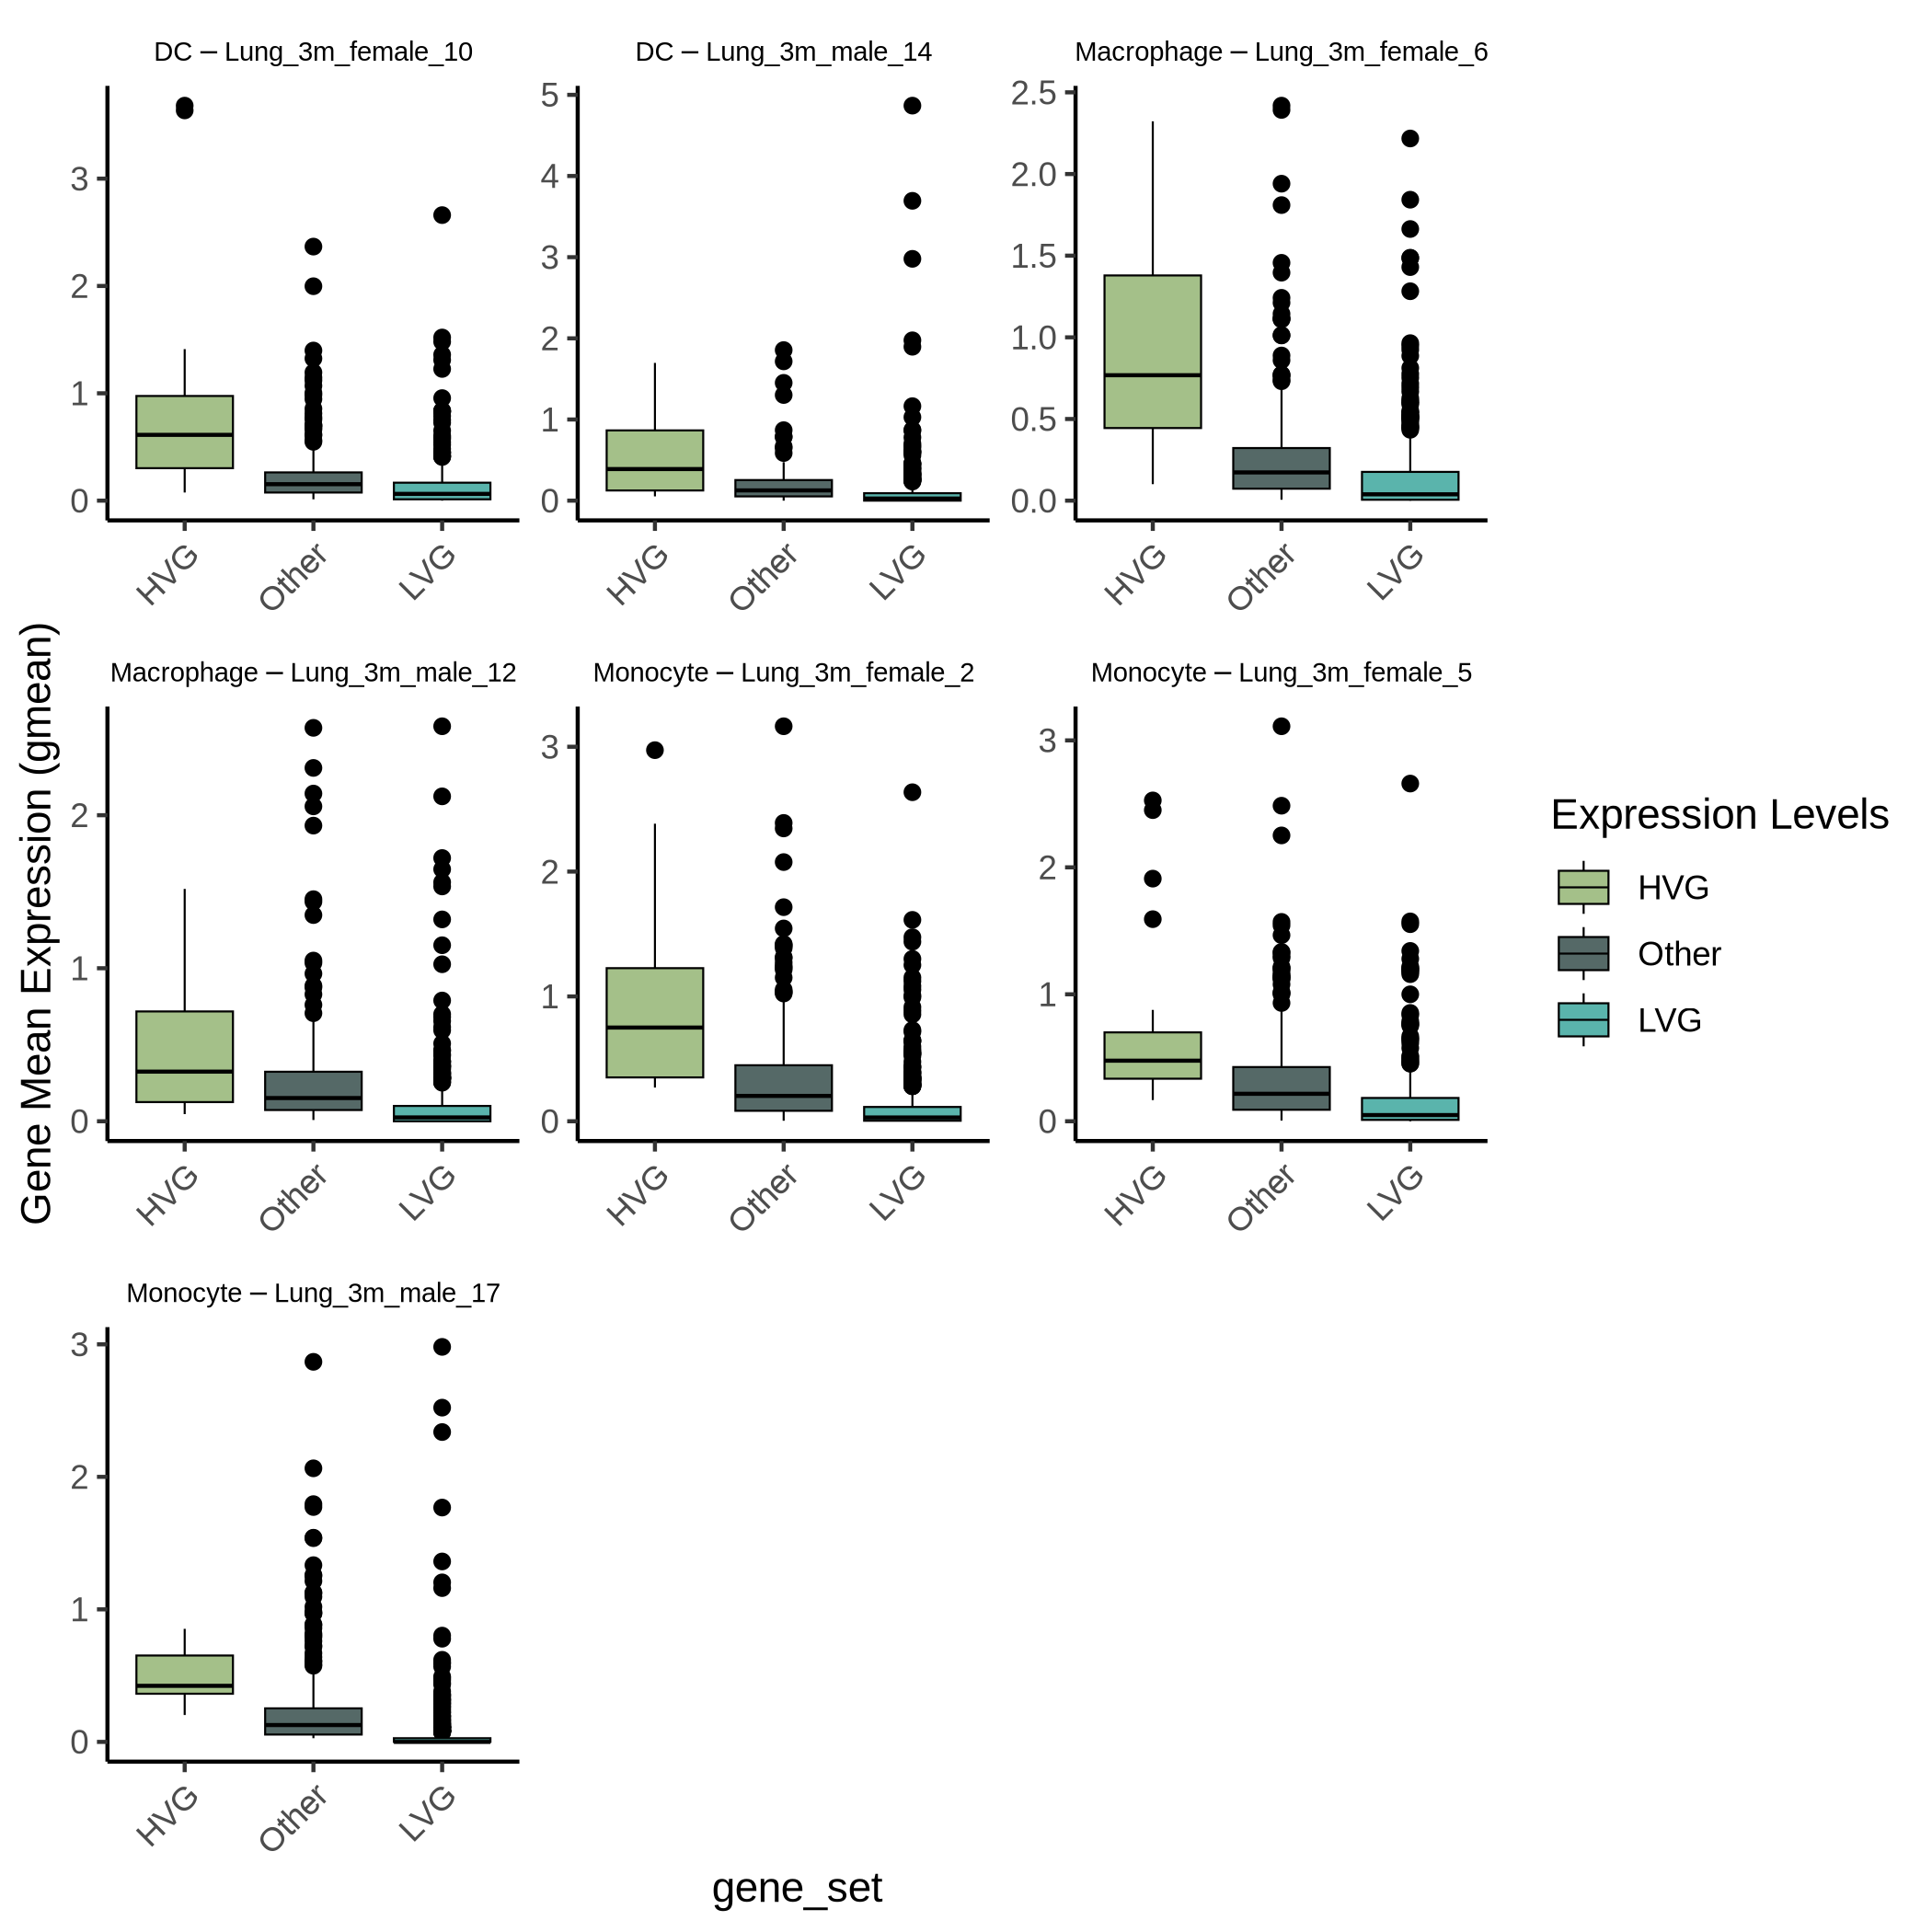 DC – Lung_3m_female_10
DC – Lung_3m_male_14
Macrophage – Lung_3m_female_6
3
2
1
0
5
4
3
2
1
0
2.5
2.0
1.5
1.0
0.5
0.0
HVG
Other
LVG
HVG
Other
LVG
HVG
Other
LVG
Gene Mean Expression (gmean)
Macrophage – Lung_3m_male_12
Monocyte – Lung_3m_female_2
Monocyte – Lung_3m_female_5
2
1
0
3
2
1
0
3
2
1
0
HVG
Other
LVG
HVG
Other
LVG
HVG
Other
LVG
Expression Levels
HVG
Other
LVG
Monocyte – Lung_3m_male_17
3
2
1
0
HVG
Other
LVG
gene_set